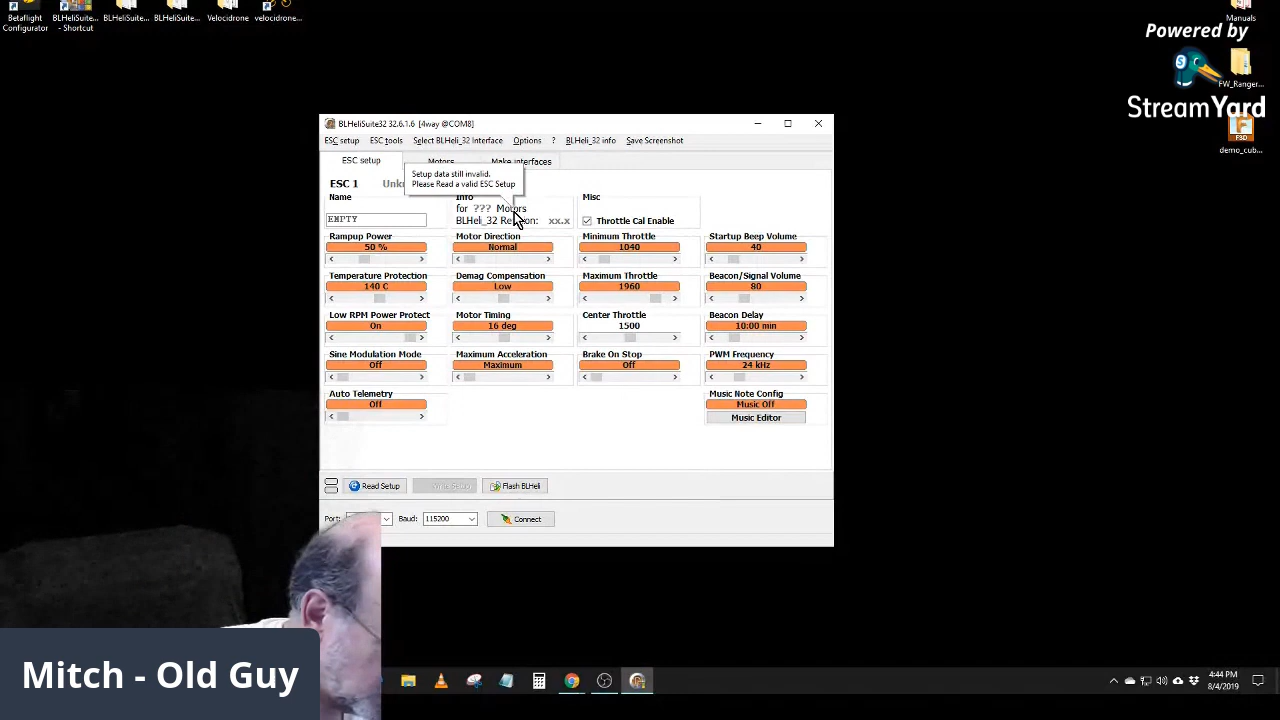 Betaflight
Configurator
BLHeliSuite
- Shortcut
BLHeliSuit...
BLHeliSuit...
Velocidrone
velocidrone....
Manuals
Powered by
S
StreamYard
FW_Ranger...
F3D
demo_cub...
BLHeliSuite32 32.6.1.6 [4way @COM8]
ESC setup
ESC tools
Select BLHeli_32 Interface
Options
?
BLHeli_32 info
Save Screenshot
ESC setup
Motors
Make interfaces
Setup data still invalid.
Please Read a valid ESC Setup
ESC 1
Name
EMPTY
Info
for ??? Motors
xx.x
Misc
Throttle Cal Enable
Rampup Power
50 %
Motor Direction
Normal
Minimum Throttle
1040
Startup Beep Volume
40
Temperature Protection
140 C
Demag Compensation
Low
Maximum Throttle
1960
Beacon/Signal Volume
80
Low RPM Power Protect
On
Motor Timing
16 deg
Center Throttle
1500
Beacon Delay
10:00 min
Sine Modulation Mode
Off
Maximum Acceleration
Maximum
Brake On Stop
Off
PWM Frequency
24 kHz
Auto Telemetry
Off
Music Note Config
Music Off
Music Editor
Read Setup
Write Setup
Flash BLHeli
Port:
Baud:
115200
Connect
Mitch - Old Guy
4:44 PM
8/4/2019